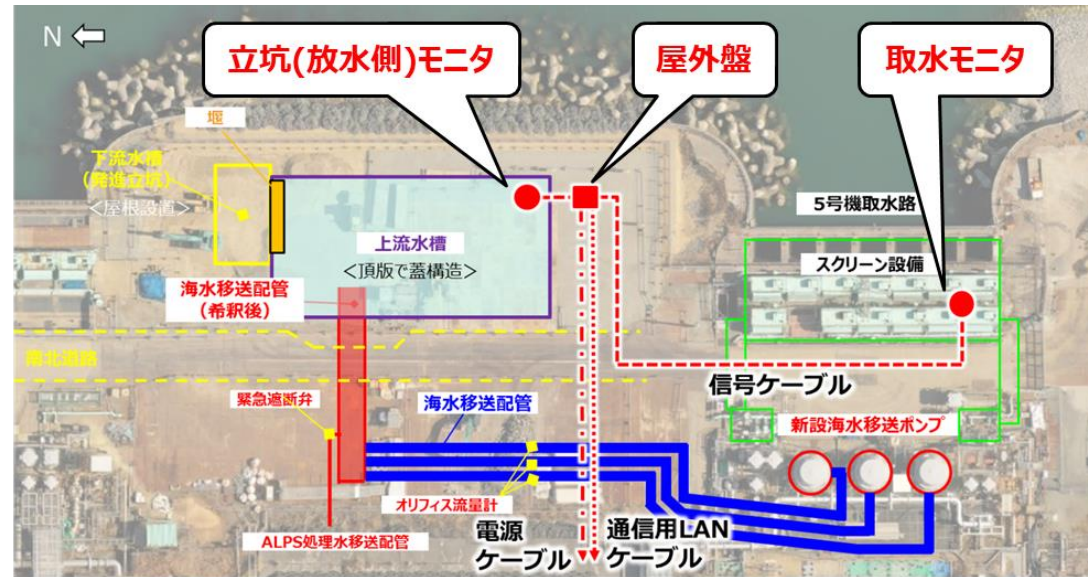 N
立坑(放水側)モニタ
屋外盤
取水モニタ
堰
下流水槽
(発進立坑)
<屋根設置>
5号機取水路
上流水槽
<頂版で蓋構造>
スクリーン設備
海水移送配管
(希釈後)
南北道路
信号ケーブル
緊急遮断弁
海水移送配管
新設海水移送ポンプ
オリフィス流量計
ALPS処理水移送配管
電源
ケーブル
通信用LAN
ケーブル